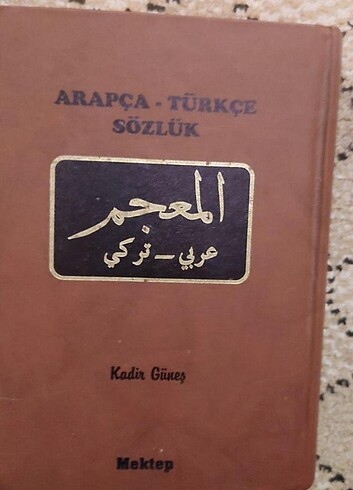 ARAPÇA - TÜRKÇE
SÖZLÜK
المعجم
عربي - تركي
Kadir Güneş
Mektep